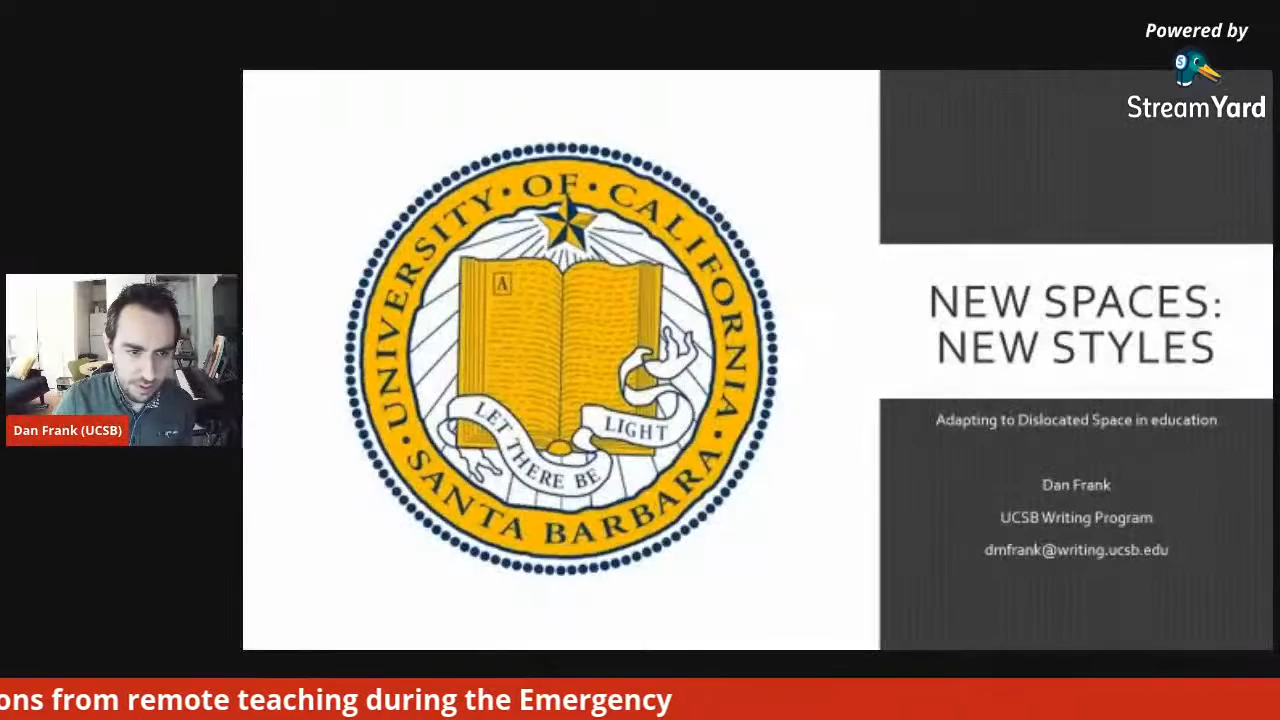 Powered by
StreamYard
UNIVERSITY · OF · CALIFORNIA
A
LET THERE BE
LIGHT
· SANTA BARBARA ·
NEW SPACES:
NEW STYLES
Adapting to Dislocated Space in education
Dan Frank
UCSB Writing Program
dmfrank@writing.ucsb.edu
Dan Frank (UCSB)
ons from remote teaching during the Emergency